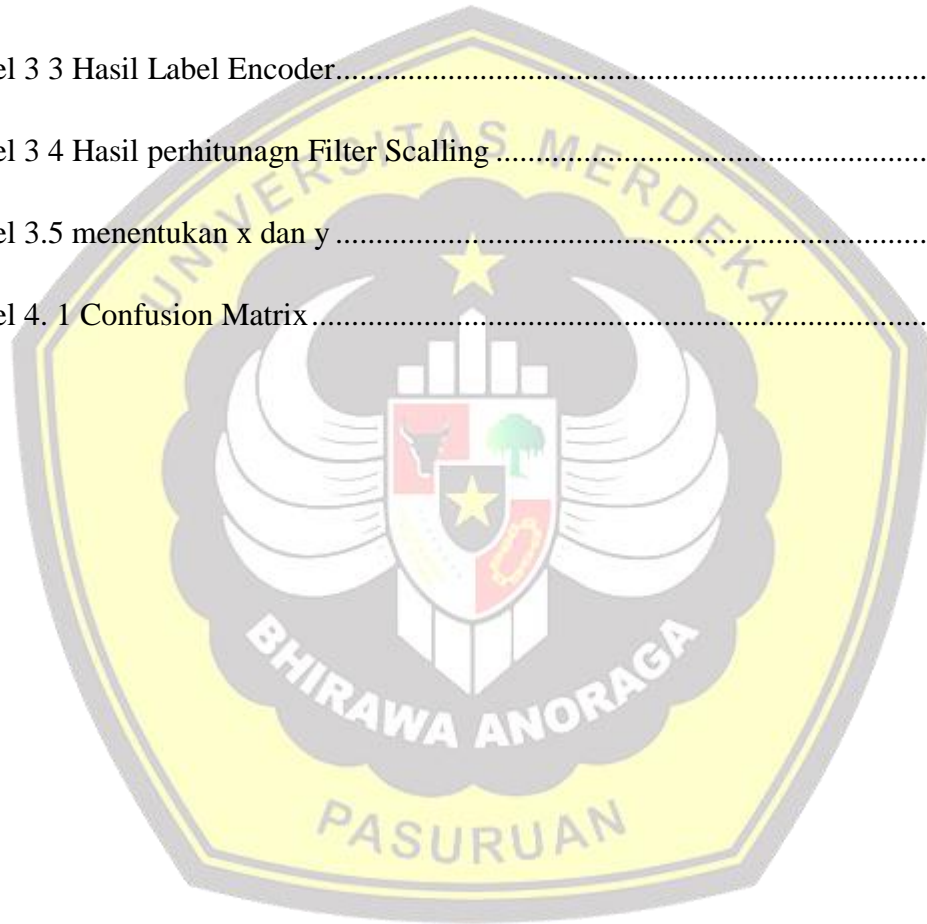 el 3 3 Hasil Label Encoder....................................................................................
el 3 4 Hasil perhitunagn Filter Scalling ...............................................................
el 3.5 menentukan x dan y ....................................................................................
el 4. 1 Confusion Matrix.......................................................................................
UNIVERSITAS MERDEKA
BHIRAWA ANORAGA
PASURUAN